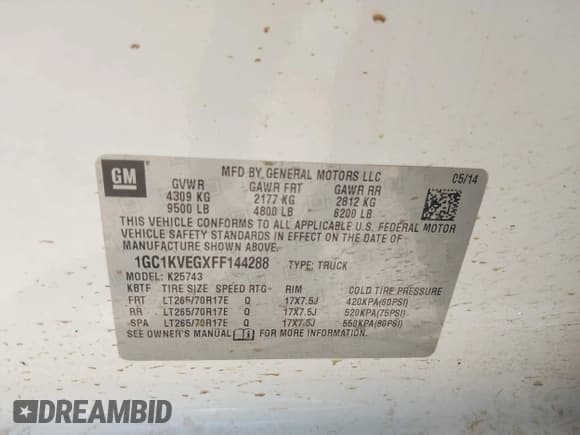 GM
MFD BY GENERAL MOTORS LLC
05/14
GVWR GAWR FRT GAWR RR
4309 KG 2177 KG 2812 KG
9500 LB 4800 LB 6200 LB
THIS VEHICLE CONFORMS TO ALL APPLICABLE U.S. FEDERAL MOTOR
VEHICLE SAFETY STANDARDS IN EFFECT ON THE DATE OF
MANUFACTURE SHOWN ABOVE.
1GC1KVEGXFF144288 TYPE: TRUCK
MODEL: K25743
KBTF TIRE SIZE SPEED RTG- RIM COLD TIRE PRESSURE
FRT LT265/70R17E Q 17X7.5J 420KPA(60PSI)
RR LT265/70R17E Q 17X7.5J 520KPA(75PSI)
SPA LT265/70R17E Q 17X7.5J 550KPA(80PSI)
SEE OWNER'S MANUAL FOR MORE INFORMATION.
DREAMBID
DREAMBID